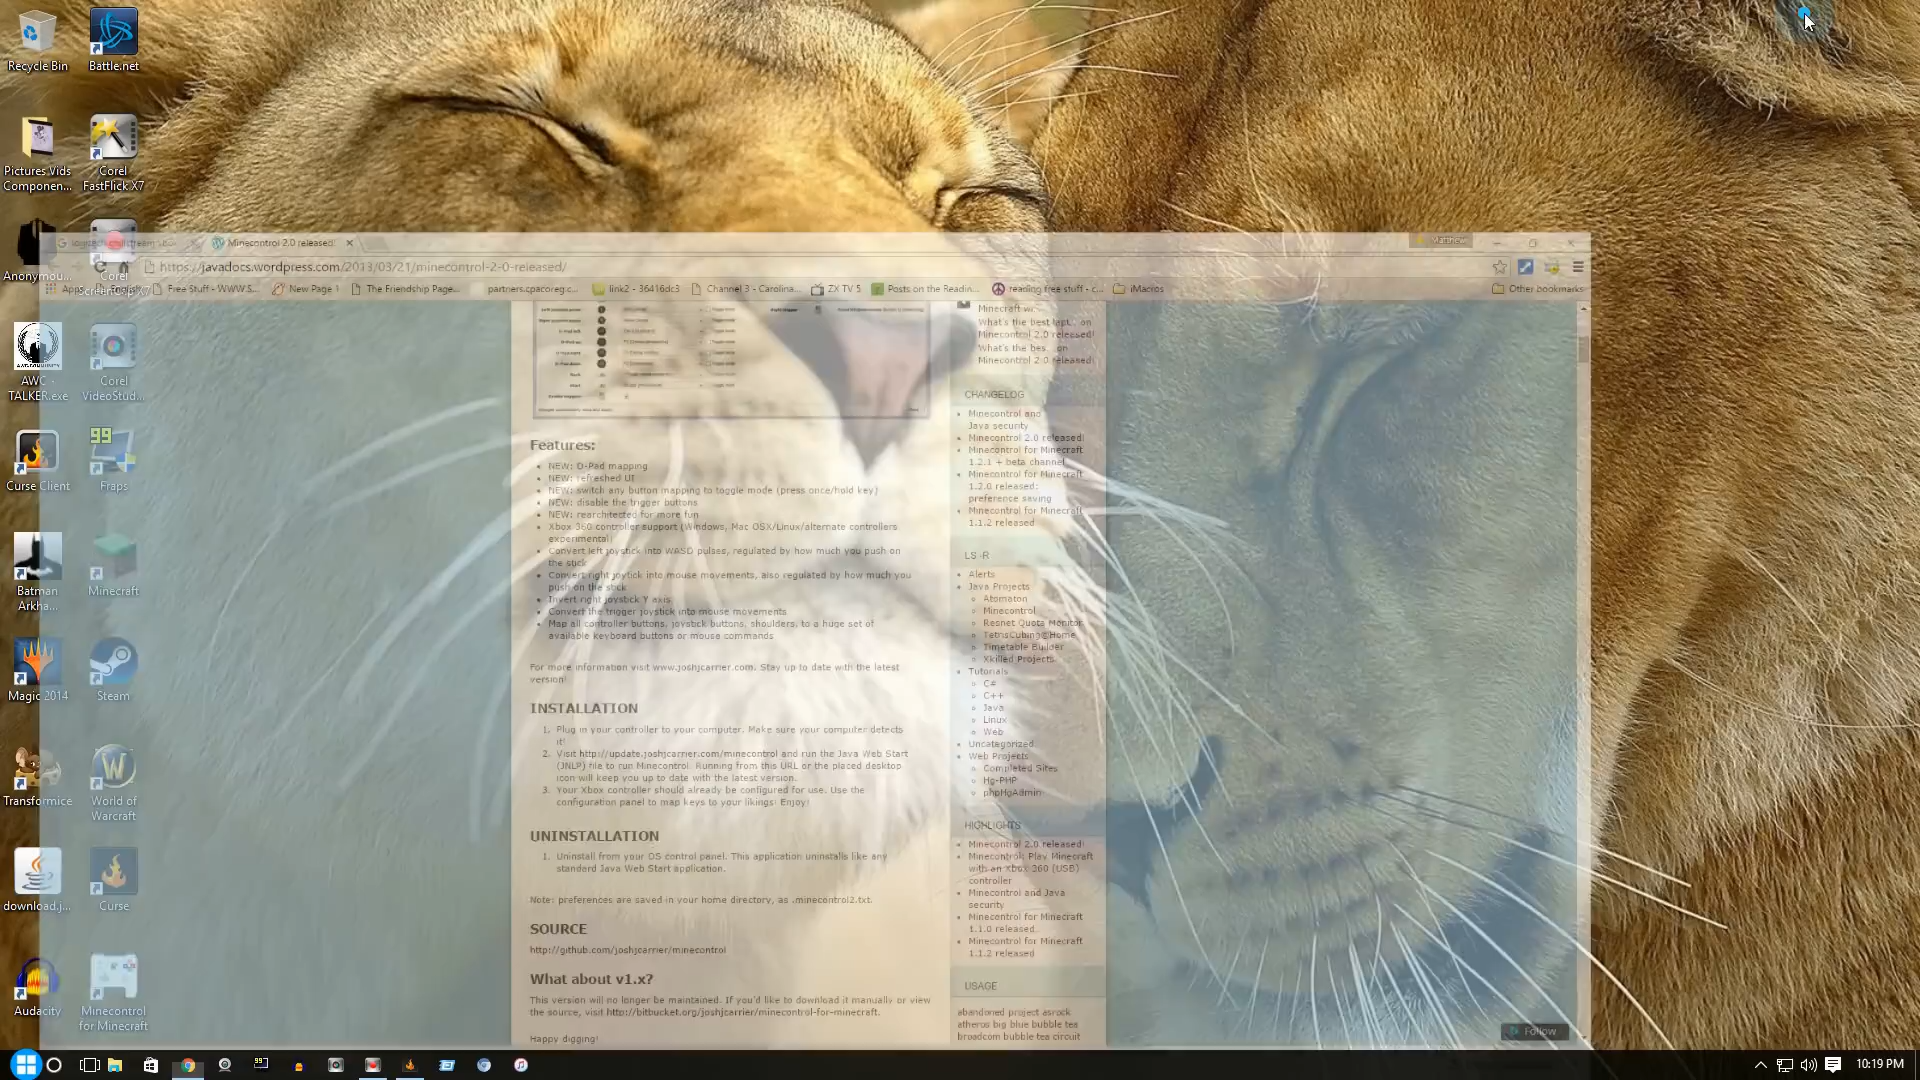 Recycle Bin
Battle.net
Pictures Vids
Componen...
Corel
FastFlick X7
Anonymou...
Corel
AWC -
TALKER.exe
Corel
VideoStud...
Curse Client
99
Fraps
Batman
Arkha...
Minecraft
Magic 2014
Steam
Transformice
World of
Warcraft
download.j...
Curse
Audacity
Minecontrol
for Minecraft
Minecontrol 2.0 released!
Matthew
https://javadocs.wordpress.com/2013/03/21/minecontrol-2-0-released/
Apps
English
Free Stuff - WWW.S...
New Page 1
The Friendship Page...
partners.cpacoreg.c...
link2 - 36416dc3
Channel 3 - Carolina...
ZX TV 5
Posts on the Readin...
reading free stuff - c...
iMacros
Other bookmarks
Features:
NEW: D-Pad mapping
NEW: refreshed UI
NEW: switch any button mapping to toggle mode (press once/hold key)
NEW: disable the trigger buttons
NEW: rearchitected for more fun
Xbox 360 controller support (Windows, Mac OSX/Linux/alternate controllers
experimental)
Convert left joystick into WASD pulses, regulated by how much you push on
the stick
Convert right joytick into mouse movements, also regulated by how much you
push on the stick
Invert right joystick Y axis
Convert the trigger joystick into mouse movements
Map all controller buttons, joystick buttons, shoulders, to a huge set of
available keyboard buttons or mouse commands
For more information visit www.joshjcarrier.com. Stay up to date with the latest
version!
INSTALLATION
1. Plug in your controller to your computer. Make sure your computer detects
it!
2. Visit http://update.joshjcarrier.com/minecontrol and run the Java Web Start
(JNLP) file to run Minecontrol. Running from this URL or the placed desktop
icon will keep you up to date with the latest version.
3. Your Xbox controller should already be configured for use. Use the
configuration panel to map keys to your likings! Enjoy!
UNINSTALLATION
1. Uninstall from your OS control panel. This application uninstalls like any
standard Java Web Start application.
Note: preferences are saved in your home directory, as .minecontrol2.txt.
SOURCE
http://github.com/joshjcarrier/minecontrol
What about v1.x?
This version will no longer be maintained. If you'd like to download it manually or view
the source, visit http://bitbucket.org/joshjcarrier/minecontrol-for-minecraft.
Happy digging!
Minecraft wi...
What's the best lapt... on
Minecontrol 2.0 released!
What's the bes... on
Minecontrol 2.0 released!
CHANGELOG
Minecontrol and
Java security
Minecontrol 2.0 released!
Minecontrol for Minecraft
1.2.1 + beta channel
Minecontrol for Minecraft
1.2.0 released:
preference saving
Minecontrol for Minecraft
1.1.2 released
LS -R
Alerts
Java Projects
Atomaton
Minecontrol
Resnet Quota Monitor
TetrisCubing@Home
Timetable Builder
Xkilled Projects
Tutorials
C#
C++
Java
Linux
Web
Uncategorized
Web Projects
Completed Sites
Hg-PHP
phpHgAdmin
HIGHLIGHTS
Minecontrol 2.0 released!
Minecontrol: Play Minecraft
with an Xbox 360 (USB)
controller
Minecontrol and Java
security
Minecontrol for Minecraft
1.1.0 released.
Minecontrol for Minecraft
1.1.2 released
USAGE
abandoned project asrock
atheros big blue bubble tea
broadcom bubble tea circuit
Follow
10:19 PM